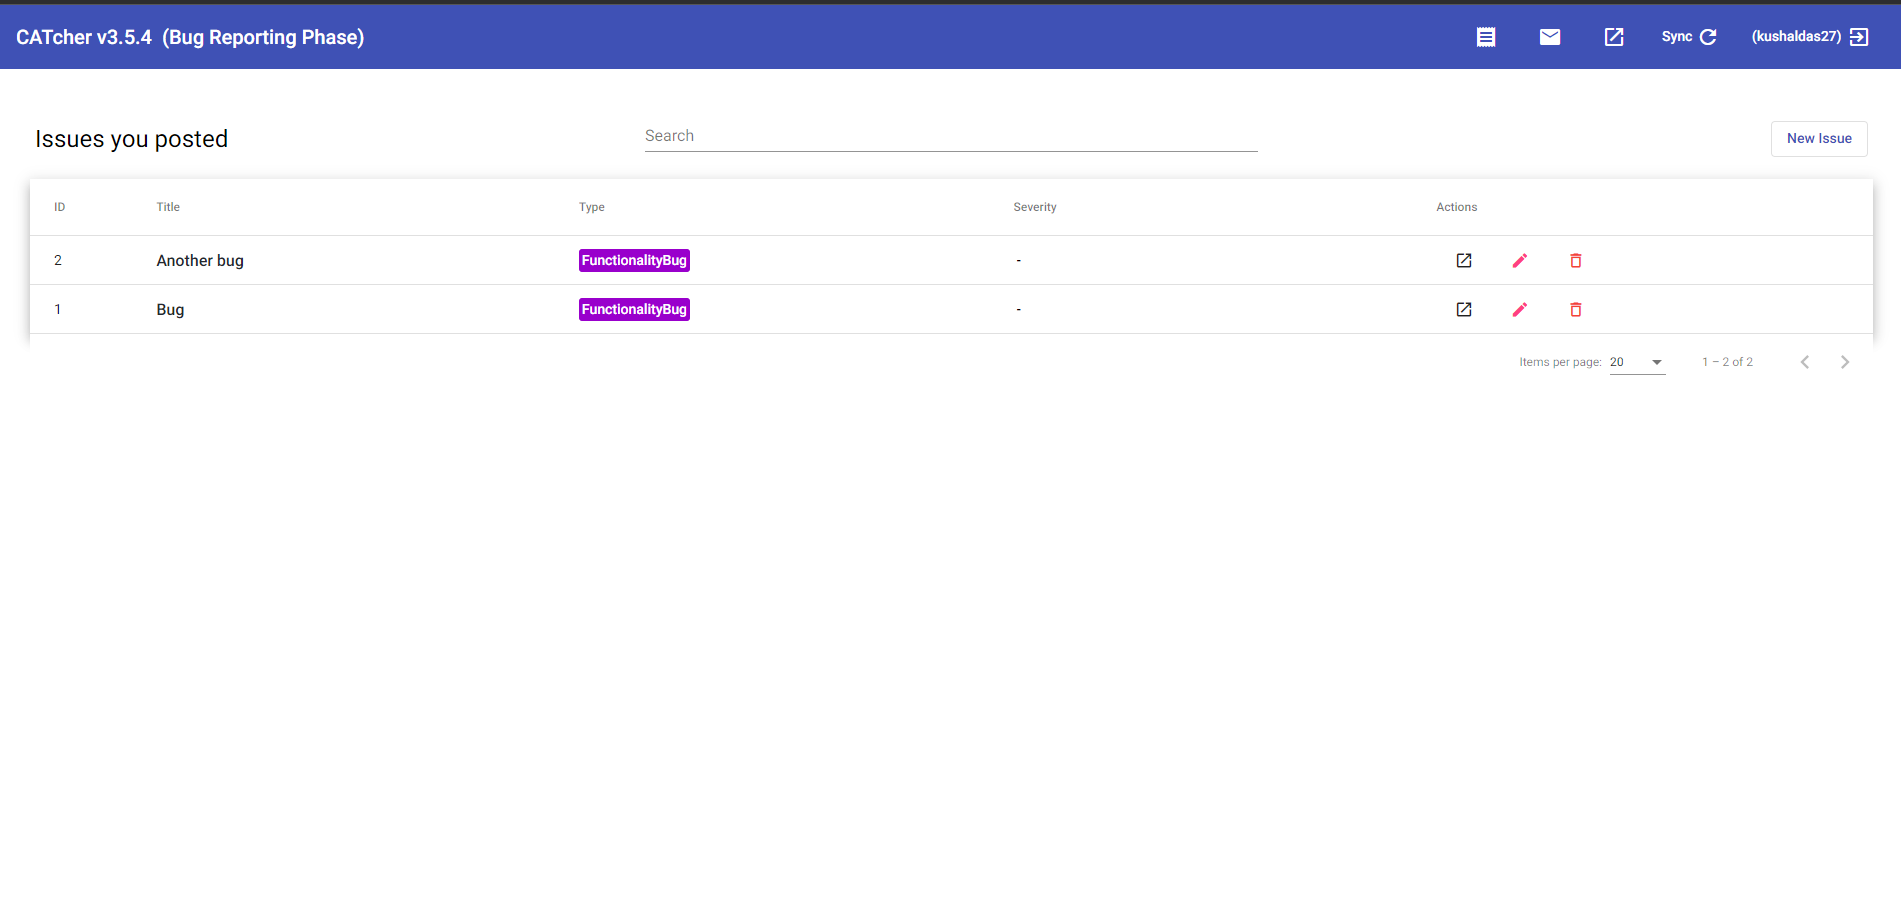 CATcher v3.5.4 (Bug Reporting Phase)
Sync
(kushaldas27)
Issues you posted
Search
New Issue
ID Title Type Severity Actions
2 Another bug FunctionalityBug -
1 Bug FunctionalityBug -
Items per page: 20 1 – 2 of 2